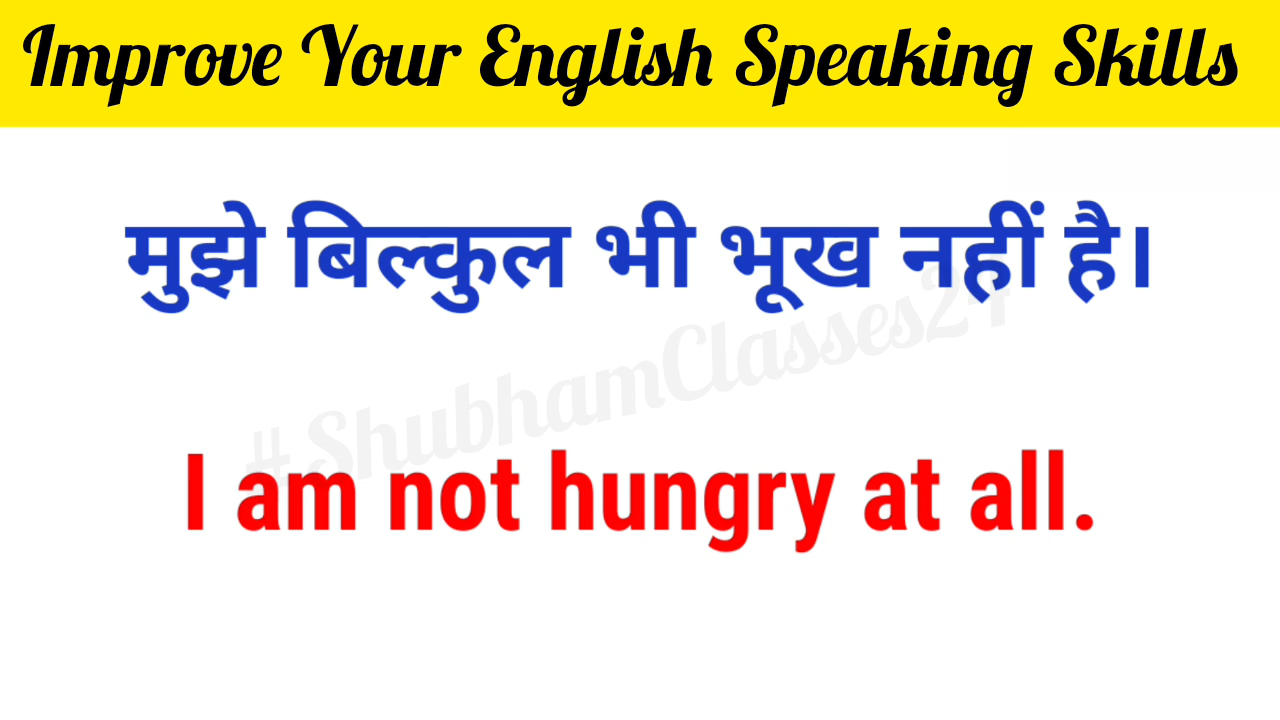 Improve Your English Speaking Skills
मुझे बिल्कुल भी भूख नहीं है।
#ShubhamClasses24
I am not hungry at all.